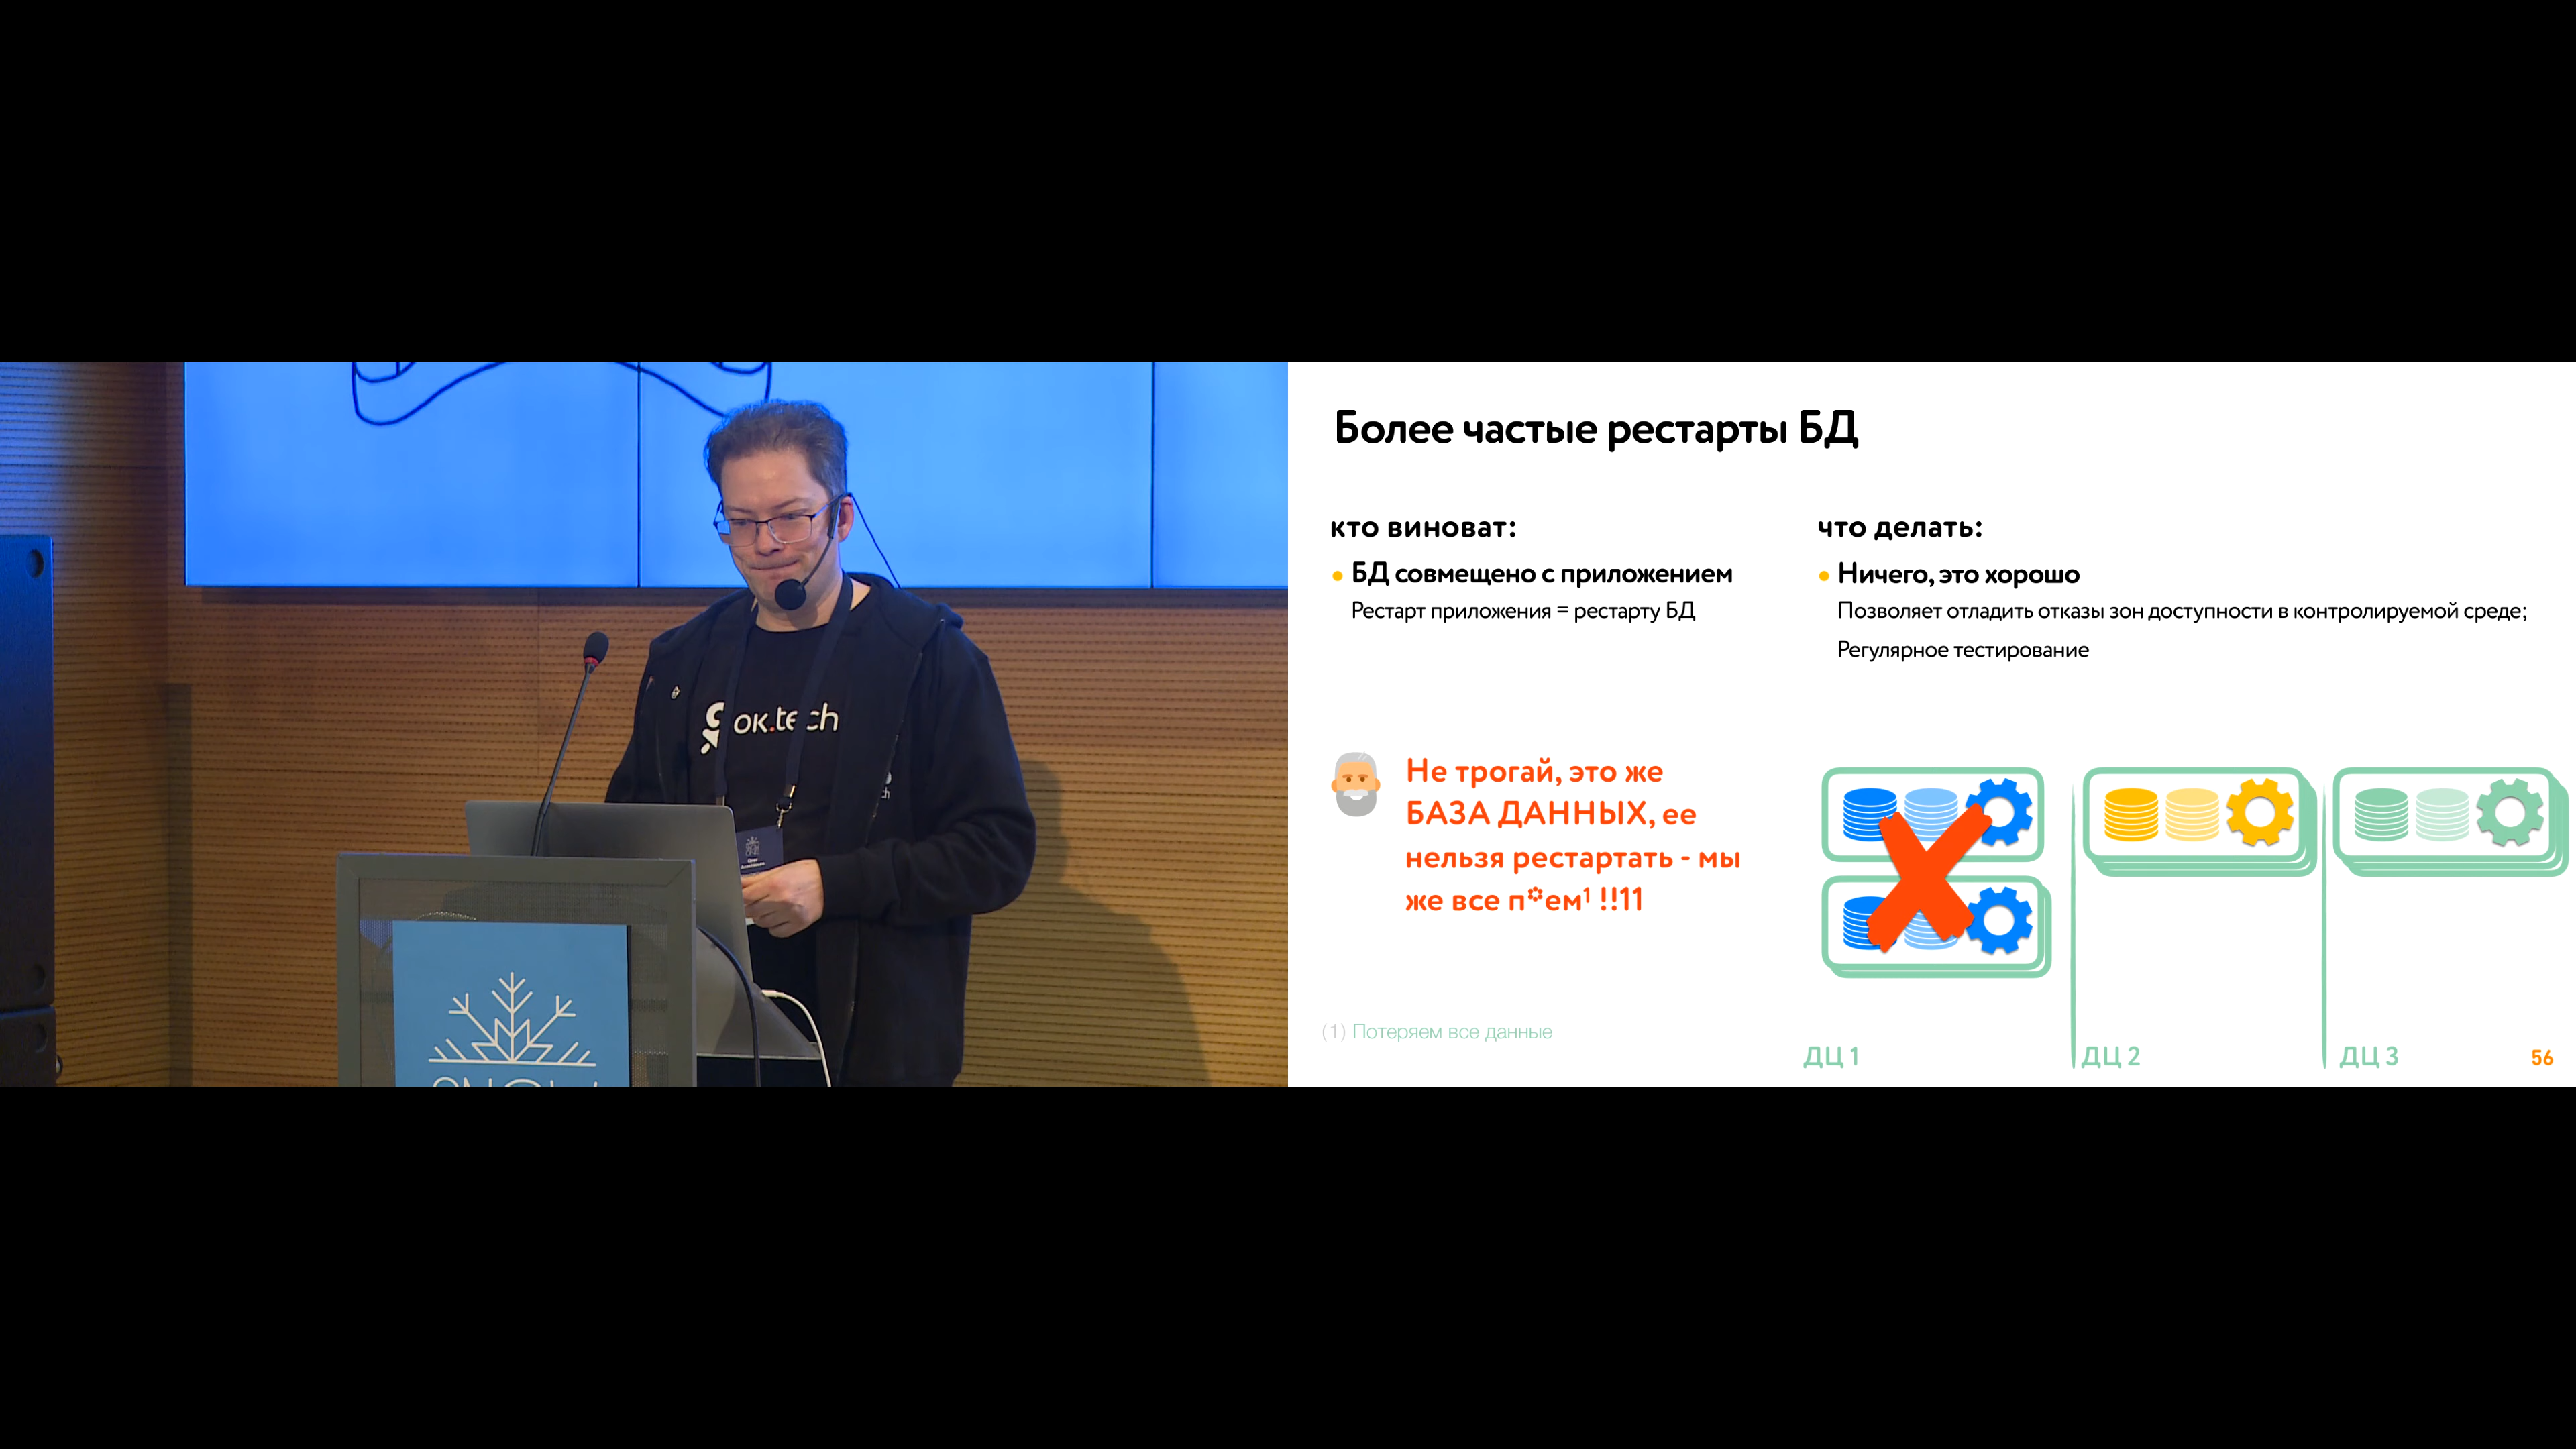 ok.tech
Более частые рестарты БД
кто виноват:
БД совмещено с приложением
Рестарт приложения = рестарту БД
что делать:
Ничего, это хорошо
Позволяет отладить отказы зон доступности в контролируемой среде;
Регулярное тестирование
Не трогай, это же
БАЗА ДАННЫХ, ее
нельзя рестартать - мы
же все п*ем¹ !!11
(1) Потеряем все данные
ДЦ 1
ДЦ 2
ДЦ 3
56